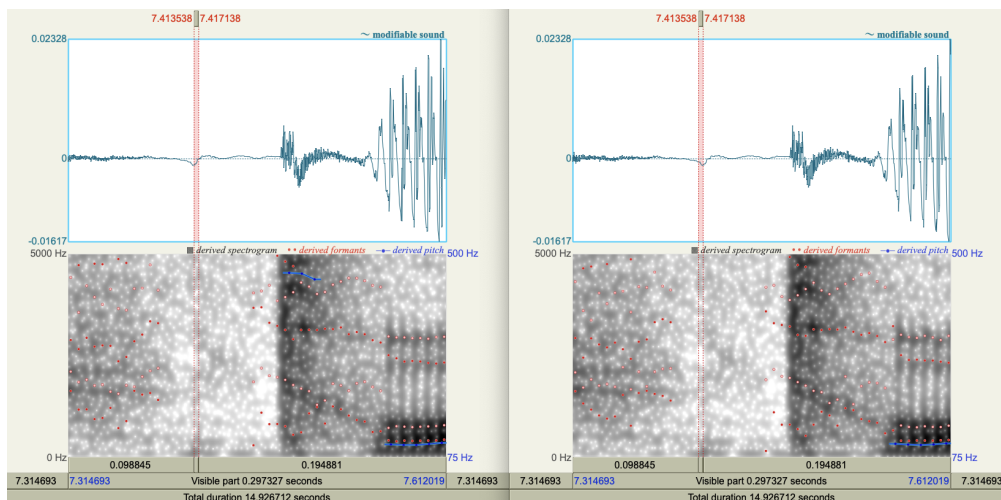 7.413538 7.417138
0.02328
~ modifiable sound
0
-0.01617
5000 Hz
derived spectrogram derived formants derived pitch
500 Hz
0 Hz
75 Hz
0.098845 0.194881
7.314693 7.314693 Visible part 0.297327 seconds 7.612019 7.314693
Total duration 14.926712 seconds
7.413538 7.417138
0.02328
~ modifiable sound
0
-0.01617
5000 Hz
derived spectrogram derived formants derived pitch
500 Hz
0 Hz
75 Hz
0.098845 0.194881
7.314693 Visible part 0.297327 seconds 7.612019 7.314693
Total duration 14.926712 seconds